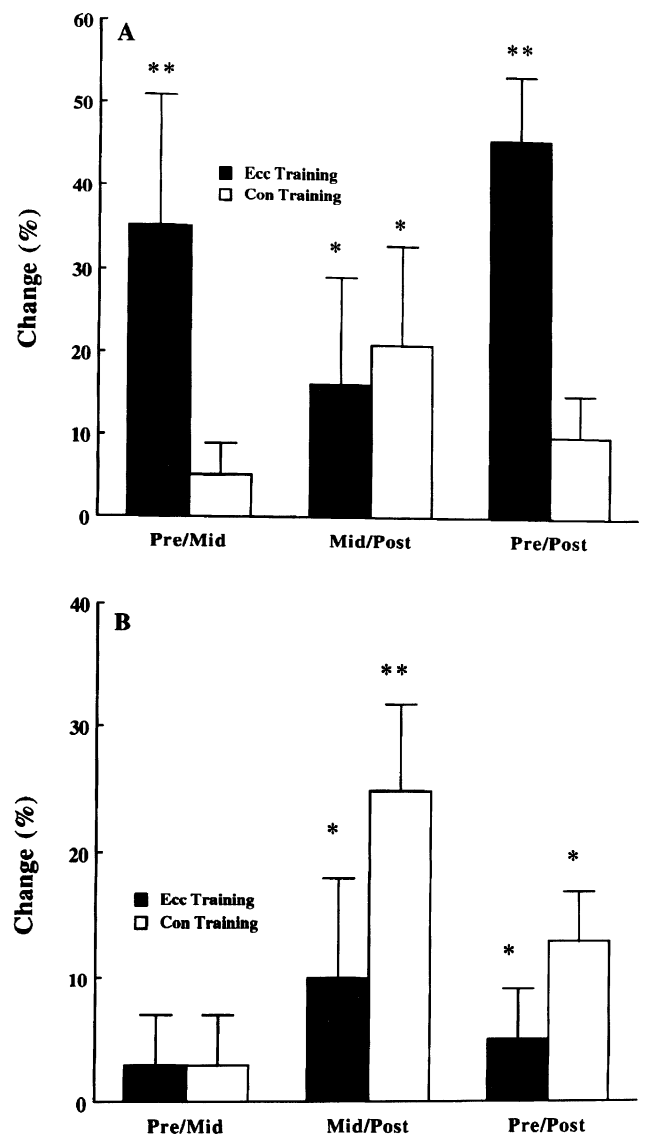 60
A
**
**
50
Ecc Training
Con Training
40
*
*
30
Change (%)
20
10
0
Pre/Mid Mid/Post Pre/Post
40
B
**
30
*
*
20
Change (%)
Ecc Training
Con Training
*
10
0
Pre/Mid Mid/Post Pre/Post